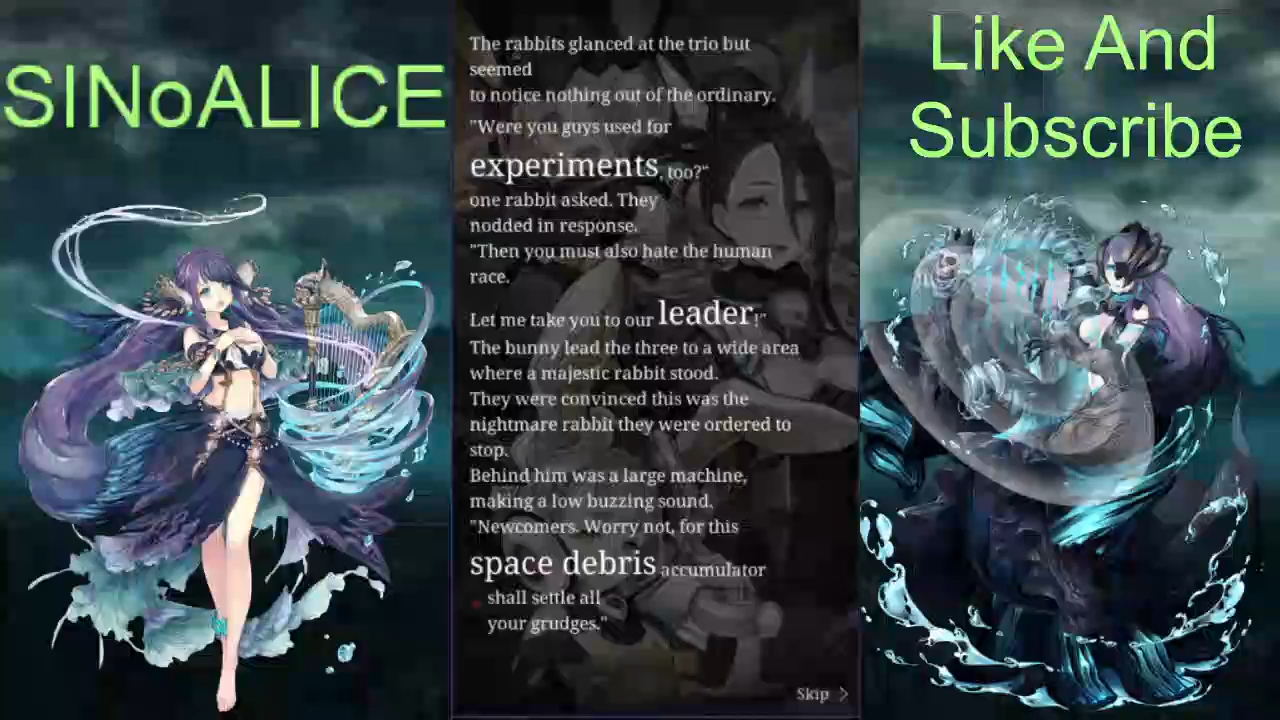 SINoALICE
The rabbits glanced at the trio but
seemed
to notice nothing out of the ordinary.
"Were you guys used for
experiments, too?"
one rabbit asked. They
nodded in response.
"Then you must also hate the human
race.
Let me take you to our leader!"
The bunny lead the three to a wide area
where a majestic rabbit stood.
They were convinced this was the
nightmare rabbit they were ordered to
stop.
Behind him was a large machine,
making a low buzzing sound.
"Newcomers. Worry not, for this
space debris accumulator
shall settle all
your grudges."
Skip >
Like And
Subscribe